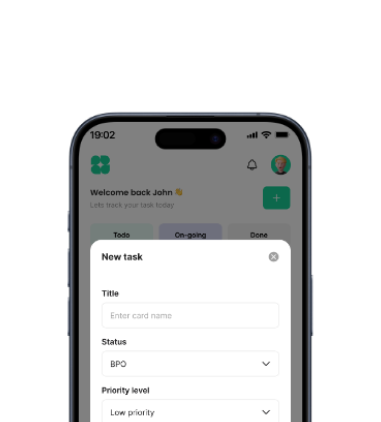 19:02
Welcome back John 👋
Lets track your task today
Todo On-going Done
New task
Title
Enter card name
Status
BPO
Priority level
Low priority